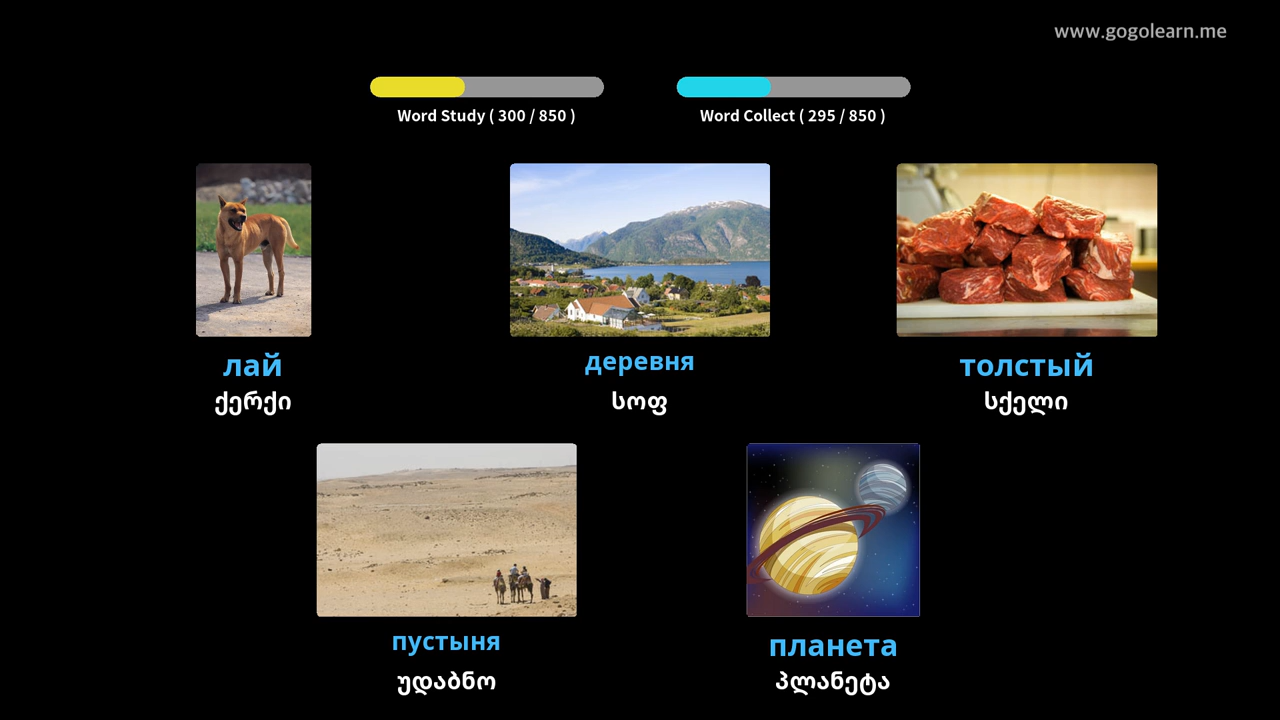 www.gogolearn.me
Word Study ( 300 / 850 )
Word Collect ( 295 / 850 )
лай
ქერქი
деревня
სოფ
толстый
სქელი
пустыня
უდაბნო
планета
პლანეტა